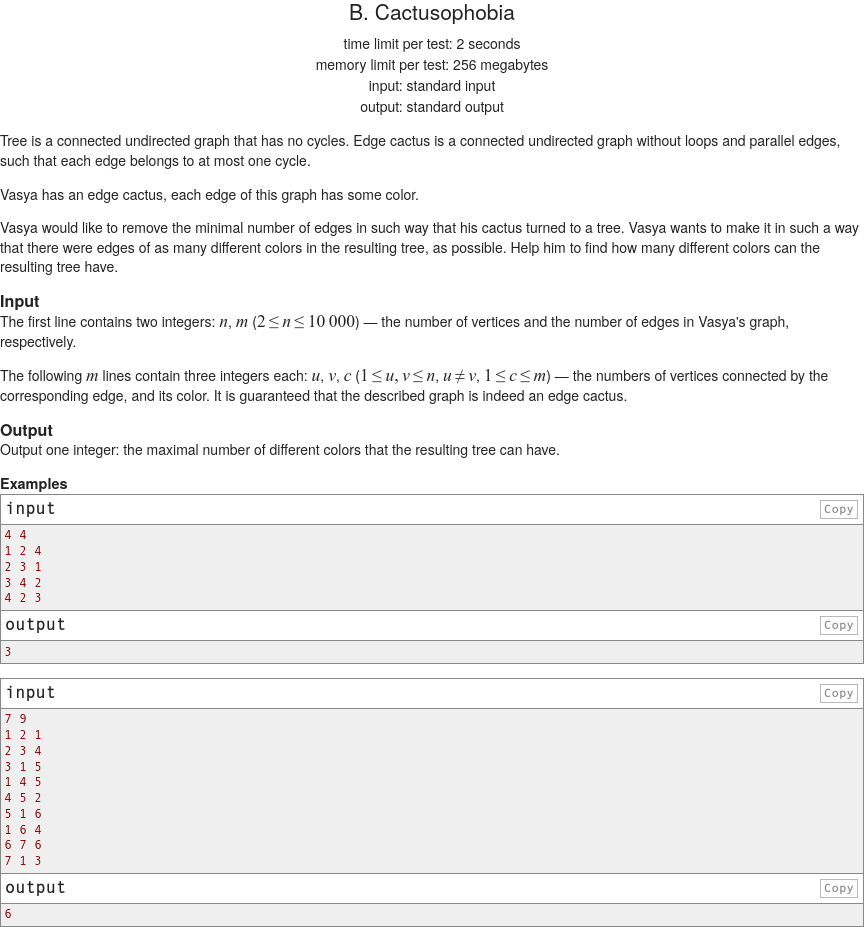 B. Cactusophobia
time limit per test: 2 seconds
memory limit per test: 256 megabytes
input: standard input
output: standard output
Tree is a connected undirected graph that has no cycles. Edge cactus is a connected undirected graph without loops and parallel edges,
such that each edge belongs to at most one cycle.
Vasya has an edge cactus, each edge of this graph has some color.
Vasya would like to remove the minimal number of edges in such way that his cactus turned to a tree. Vasya wants to make it in such a way
that there were edges of as many different colors in the resulting tree, as possible. Help him to find how many different colors can the
resulting tree have.
Input
The first line contains two integers: n, m (2 ≤ n ≤ 10 000) — the number of vertices and the number of edges in Vasya's graph,
respectively.
The following m lines contain three integers each: u, v, c (1 ≤ u, v ≤ n, u ≠ v, 1 ≤ c ≤ m) — the numbers of vertices connected by the
corresponding edge, and its color. It is guaranteed that the described graph is indeed an edge cactus.
Output
Output one integer: the maximal number of different colors that the resulting tree can have.
Examples
input Copy
4 4
1 2 4
2 3 1
3 4 2
4 2 3
output Copy
3
input Copy
7 9
1 2 1
2 3 4
3 1 5
1 4 5
4 5 2
5 1 6
1 6 4
6 7 6
7 1 3
output Copy
6